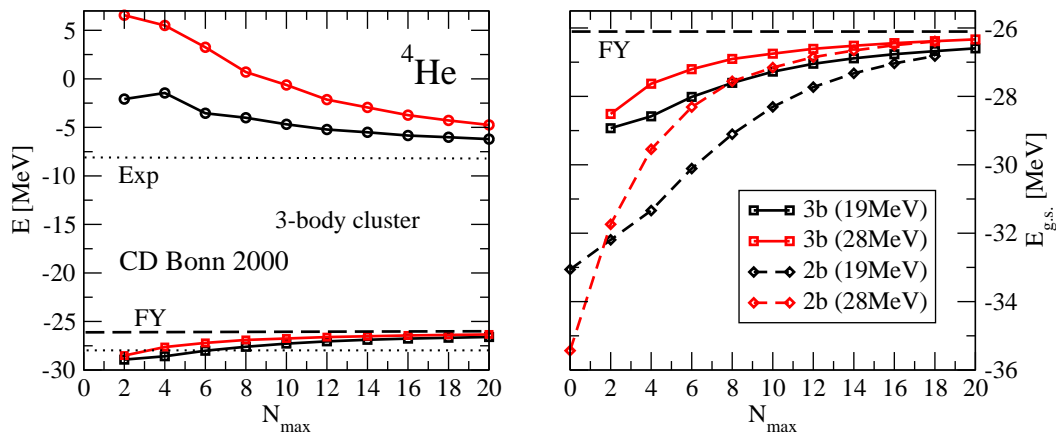 5
0
-5
-10
-15
-20
-25
-30
E [MeV]
⁴He
Exp
3-body cluster
CD Bonn 2000
FY
0 2 4 6 8 10 12 14 16 18 20
N_max
FY
-26
-28
-30
-32
-34
-36
E_g.s. [MeV]
3b (19MeV)
3b (28MeV)
2b (19MeV)
2b (28MeV)
0 2 4 6 8 10 12 14 16 18 20
N_max